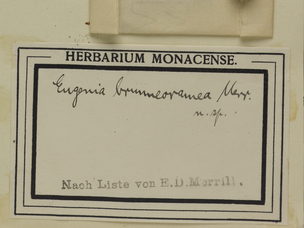 HERBARIUM MONACENSE.
Eugenia brunneoramea Merr.
n. sp.
Nach Liste von E.D.Merrill.